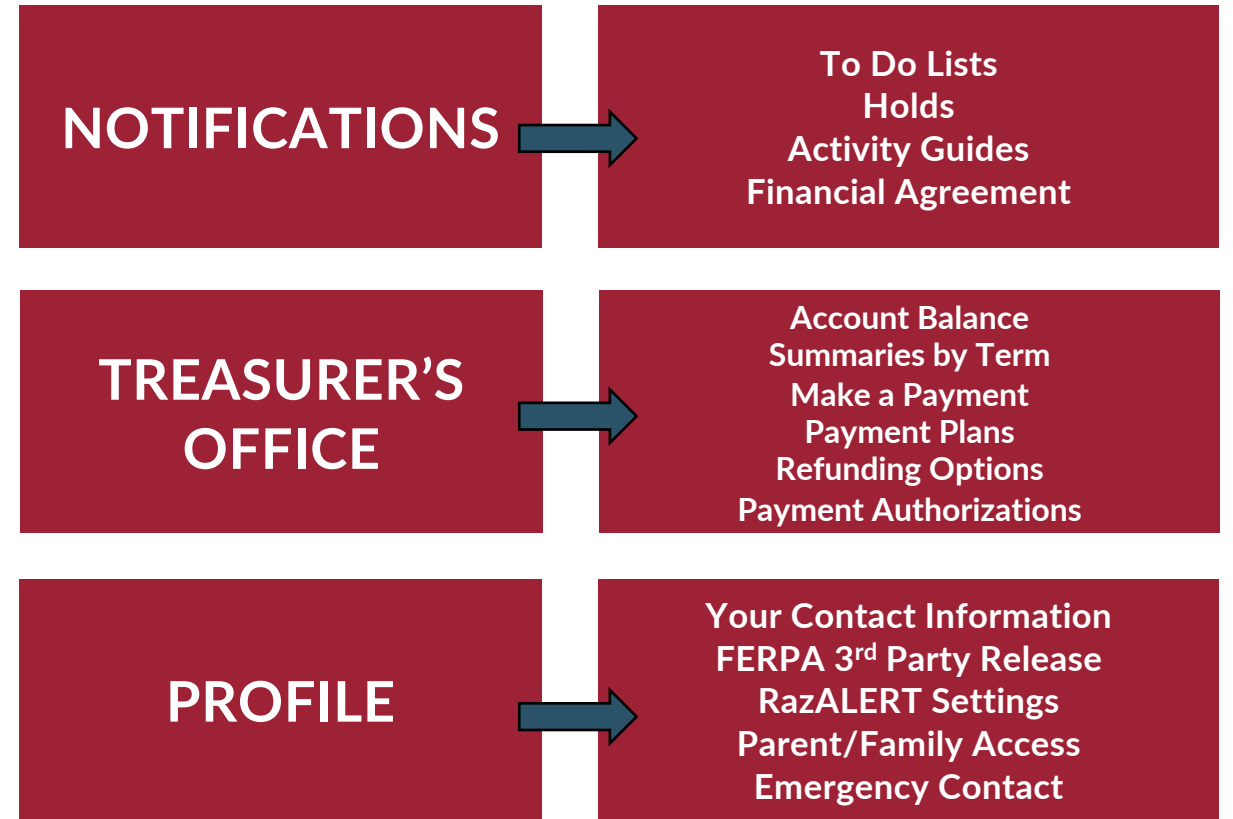 NOTIFICATIONS
To Do Lists
Holds
Activity Guides
Financial Agreement
TREASURER’S
OFFICE
Account Balance
Summaries by Term
Make a Payment
Payment Plans
Refunding Options
Payment Authorizations
PROFILE
Your Contact Information
FERPA 3rd Party Release
RazALERT Settings
Parent/Family Access
Emergency Contact